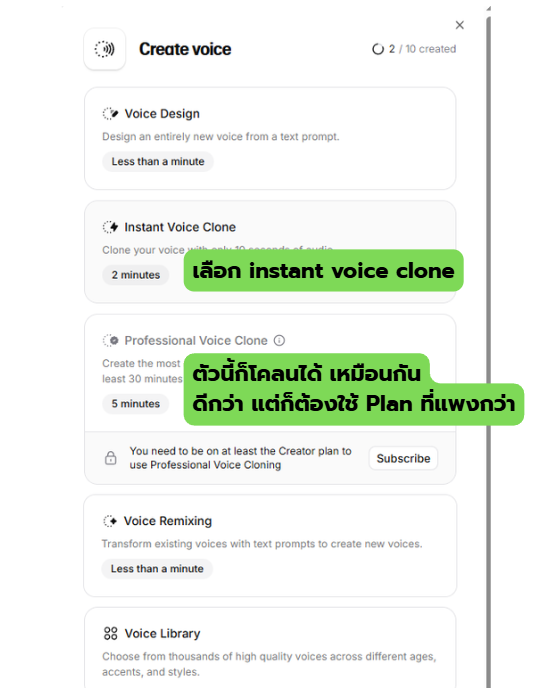 Create voice
2 / 10 created
Voice Design
Design an entirely new voice from a text prompt.
Less than a minute
Instant Voice Clone
Clone your voice with only 10 seconds of audio
2 minutes
เลือก instant voice clone
Professional Voice Clone
Create the most
least 30 minutes
5 minutes
ตัวนี้ก็โคลนได้ เหมือนกัน
ดีกว่า แต่ก็ต้องใช้ Plan ที่แพงกว่า
You need to be on at least the Creator plan to
use Professional Voice Cloning
Subscribe
Voice Remixing
Transform existing voices with text prompts to create new voices.
Less than a minute
Voice Library
Choose from thousands of high quality voices across different ages,
accents, and styles.